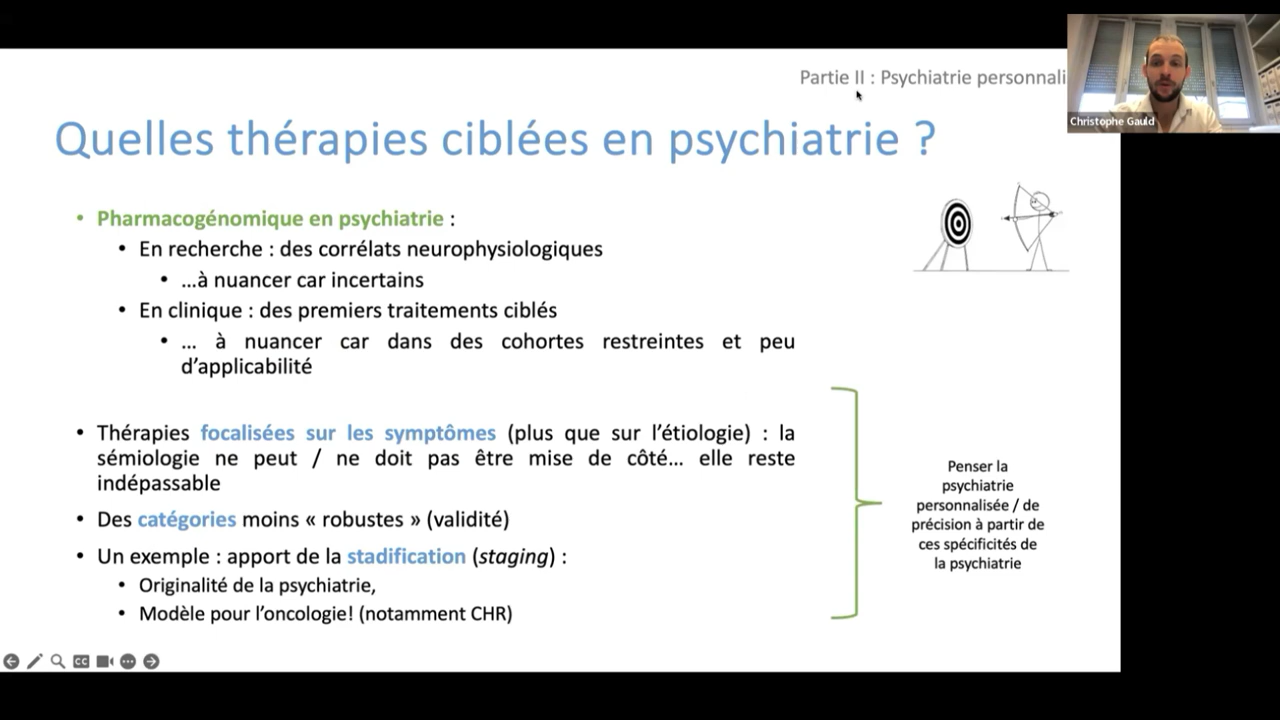 Partie II : Psychiatrie personnali
Christophe Gauld
Quelles thérapies ciblées en psychiatrie ?
• Pharmacogénomique en psychiatrie :
• En recherche : des corrélats neurophysiologiques
• …à nuancer car incertains
• En clinique : des premiers traitements ciblés
• … à nuancer car dans des cohortes restreintes et peu
d’applicabilité
• Thérapies focalisées sur les symptômes (plus que sur l’étiologie) : la
sémiologie ne peut / ne doit pas être mise de côté… elle reste
indépassable
• Des catégories moins « robustes » (validité)
• Un exemple : apport de la stadification (staging) :
• Originalité de la psychiatrie,
• Modèle pour l’oncologie! (notamment CHR)
Penser la
psychiatrie
personnalisée / de
précision à partir de
ces spécificités de
la psychiatrie
CC